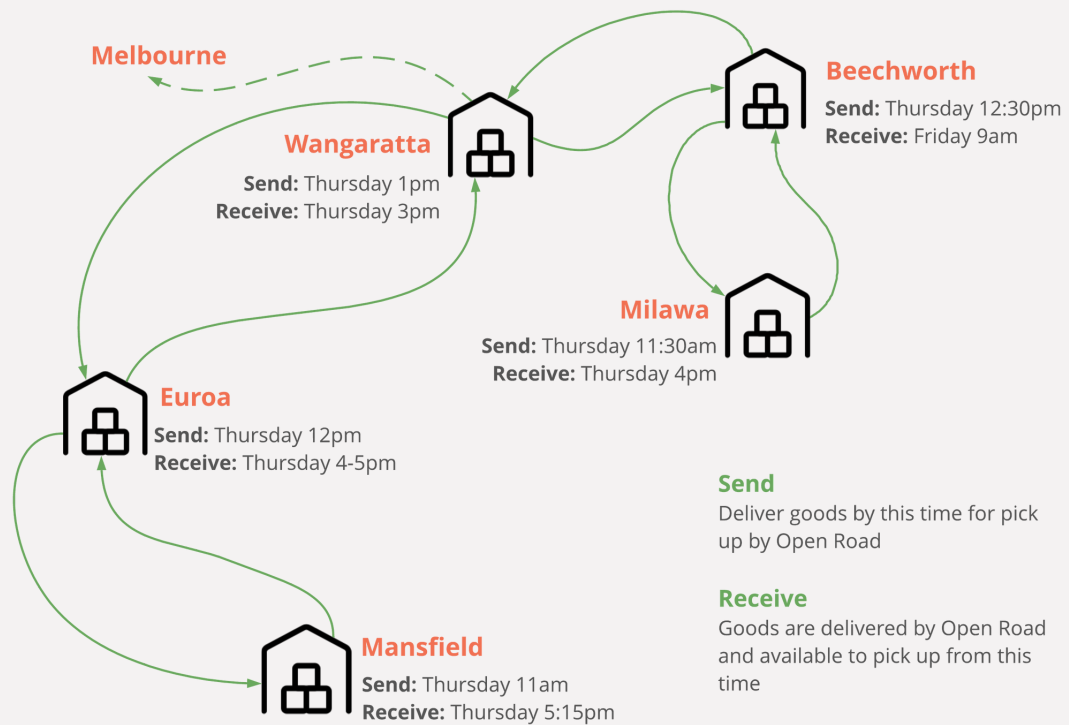 Melbourne
Beechworth
Send: Thursday 12:30pm
Receive: Friday 9am
Wangaratta
Send: Thursday 1pm
Receive: Thursday 3pm
Milawa
Send: Thursday 11:30am
Receive: Thursday 4pm
Euroa
Send: Thursday 12pm
Receive: Thursday 4-5pm
Send
Deliver goods by this time for pick
up by Open Road
Receive
Goods are delivered by Open Road
and available to pick up from this
time
Mansfield
Send: Thursday 11am
Receive: Thursday 5:15pm